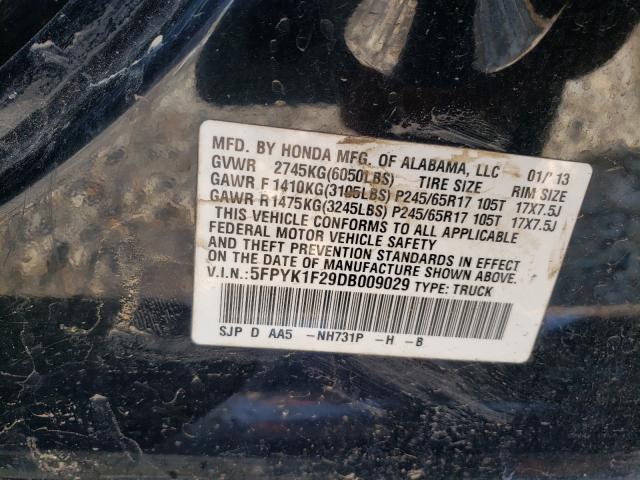 MFD. BY HONDA MFG. OF ALABAMA, LLC 01/'13
GVWR 2745KG(6050LBS) TIRE SIZE RIM SIZE
GAWR F 1410KG(3105LBS) P245/65R17 105T 17X7.5J
GAWR R1475KG(3245LBS) P245/65R17 105T 17X7.5J
THIS VEHICLE CONFORMS TO ALL APPLICABLE
FEDERAL MOTOR VEHICLE SAFETY
AND THEFT PREVENTION STANDARDS IN EFFECT
ON THE DATE OF MANUFACTURE SHOWN ABOVE.
V.I.N.:5FPYK1F29DB009029 TYPE: TRUCK
SJP D AA5 -NH731P -H -B